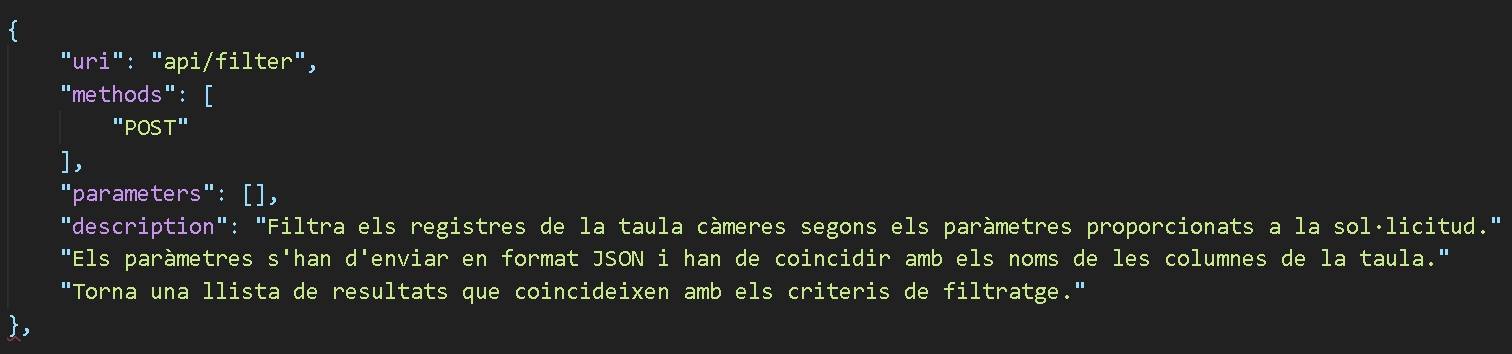 {
    "uri": "api/filter",
    "methods": [
        "POST"
    ],
    "parameters": [],
    "description": "Filtra els registres de la taula càmeres segons els paràmetres proporcionats a la sol·licitud."
    "Els paràmetres s'han d'enviar en format JSON i han de coincidir amb els noms de les columnes de la taula."
    "Torna una llista de resultats que coincideixen amb els criteris de filtratge."
},